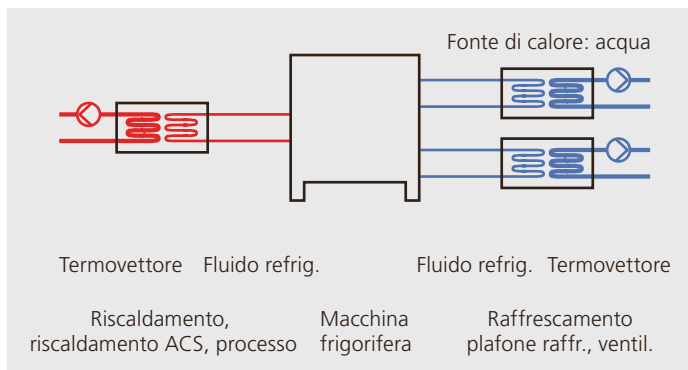 Fonte di calore: acqua
Termovettore Fluido refrig. Fluido refrig. Termovettore
Riscaldamento, Macchina Raffrescamento
riscaldamento ACS, processo frigorifera plafone raffr., ventil.